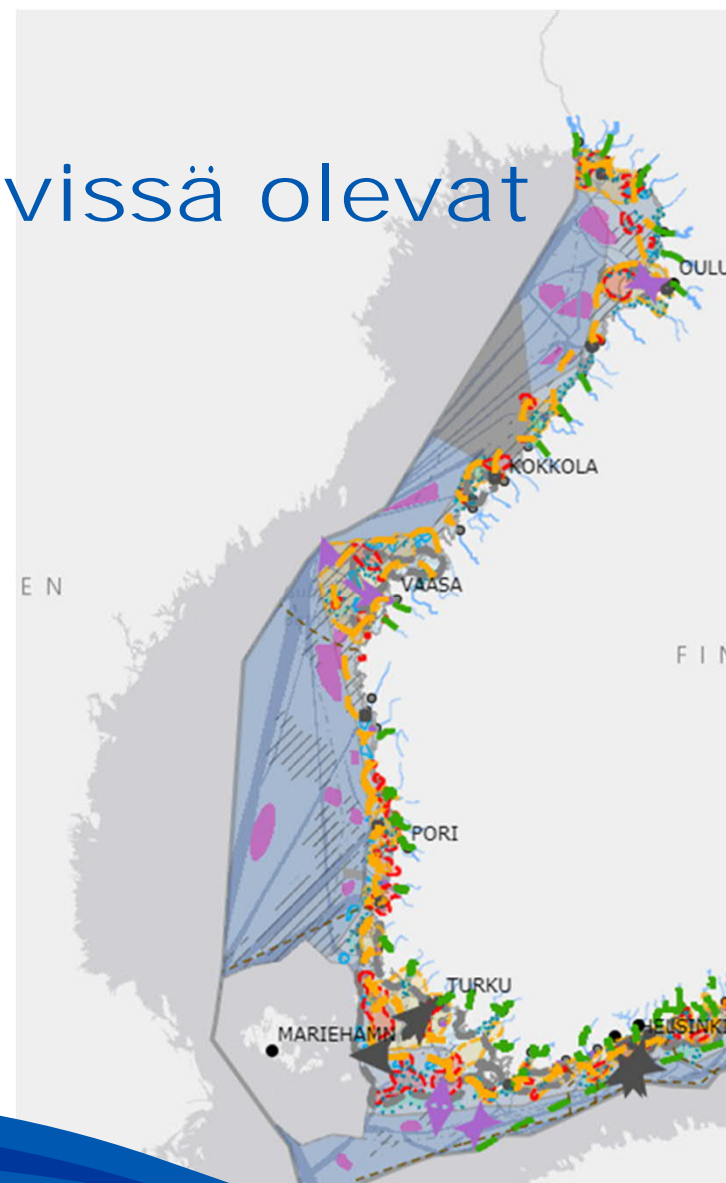 vissä olevat
OULU
KOKKOLA
VAASA
E N
F I N
PORI
TURKU
MARIEHAMN
HELSINKI